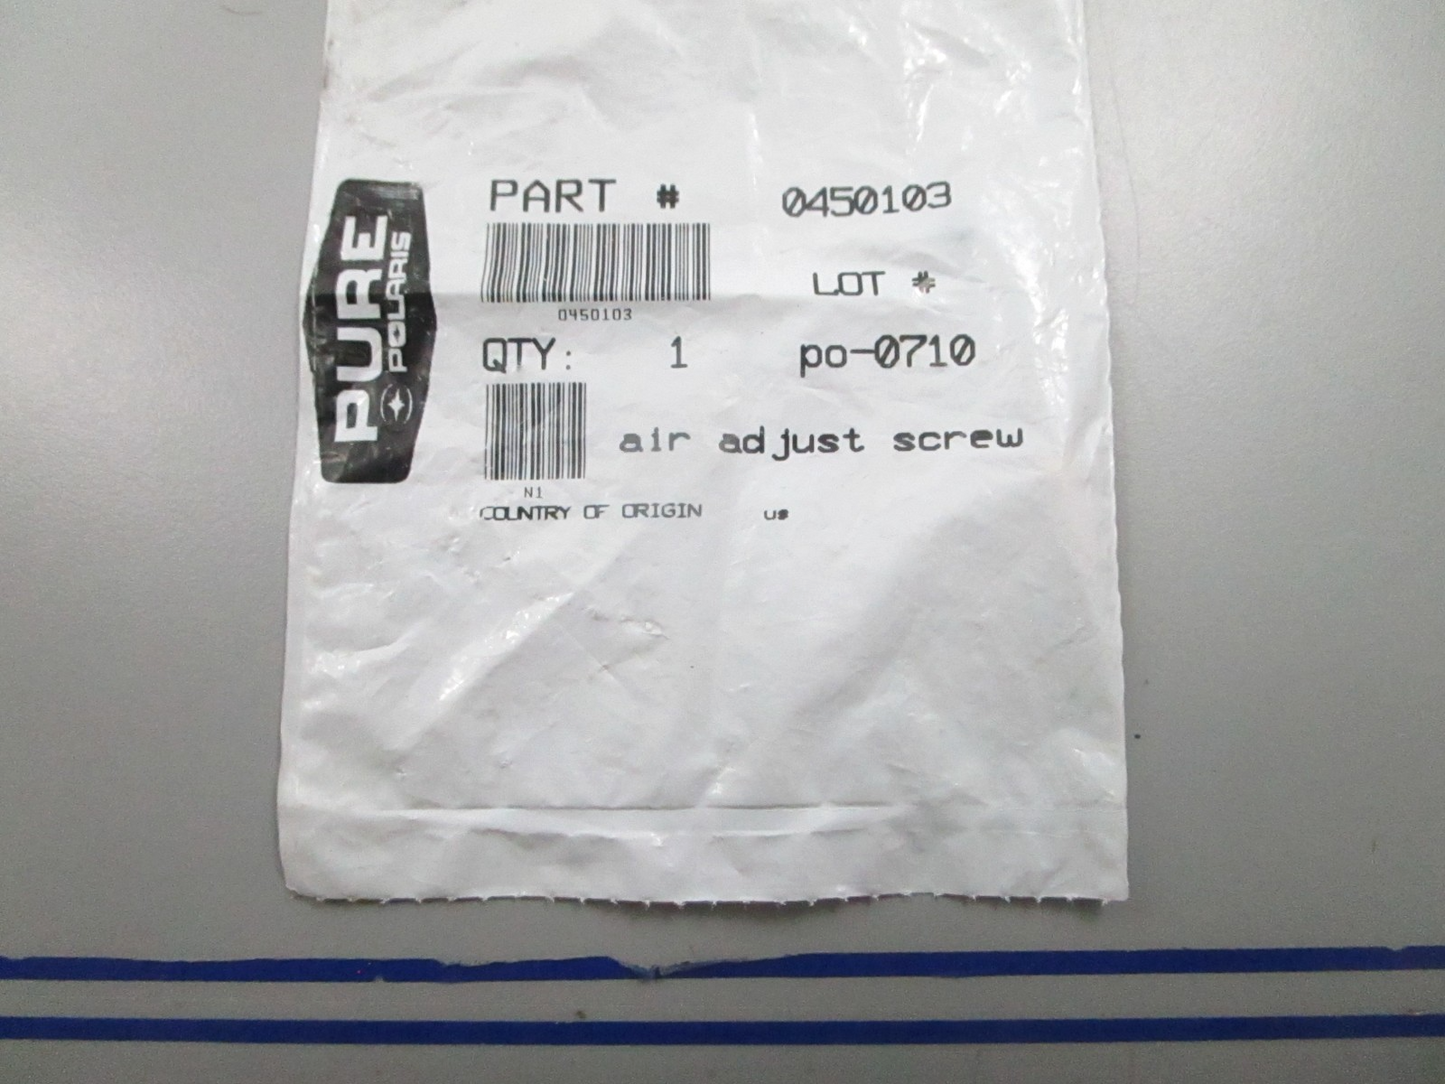 PURE
POLARIS
PART # 0450103
0450103
LOT #
QTY: 1 po-0710
air adjust screw
N1
COUNTRY OF ORIGIN us